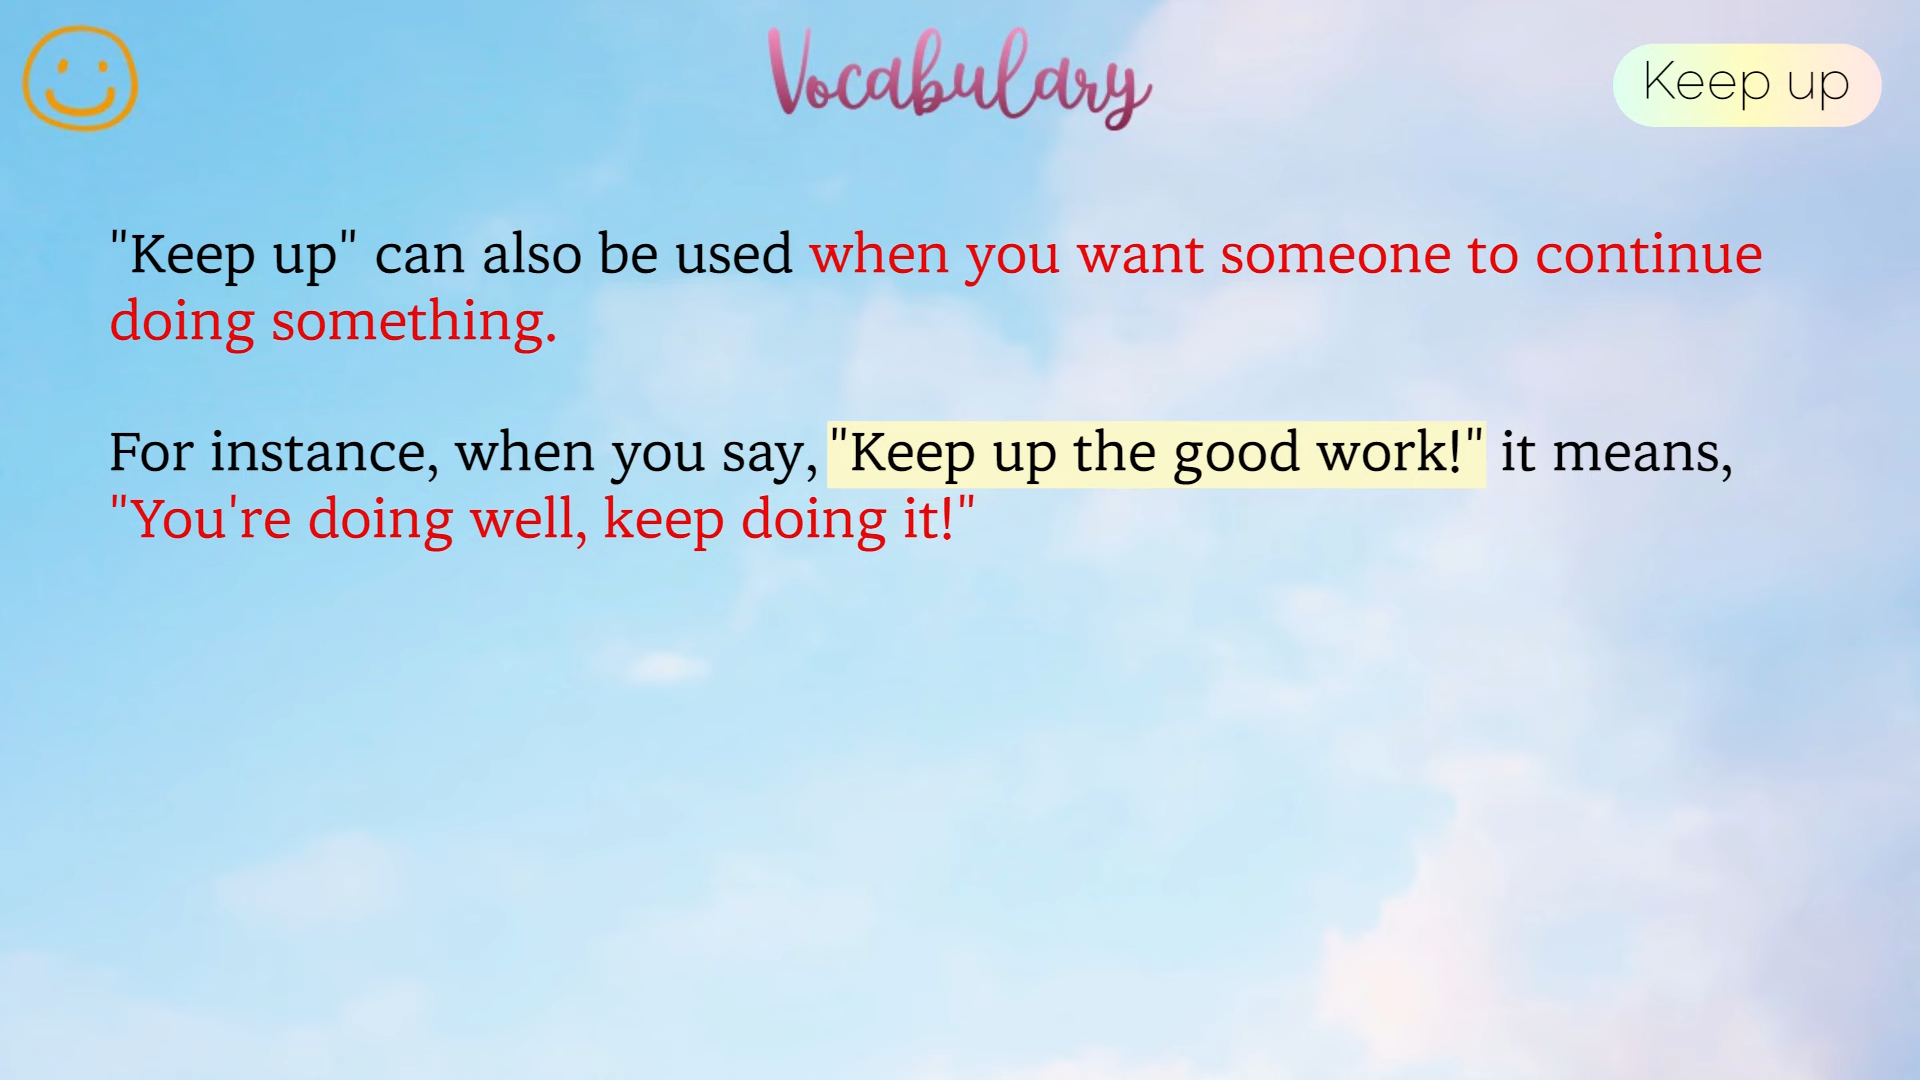 Vocabulary
Keep up
"Keep up" can also be used when you want someone to continue
doing something.
For instance, when you say, "Keep up the good work!" it means,
"You're doing well, keep doing it!"